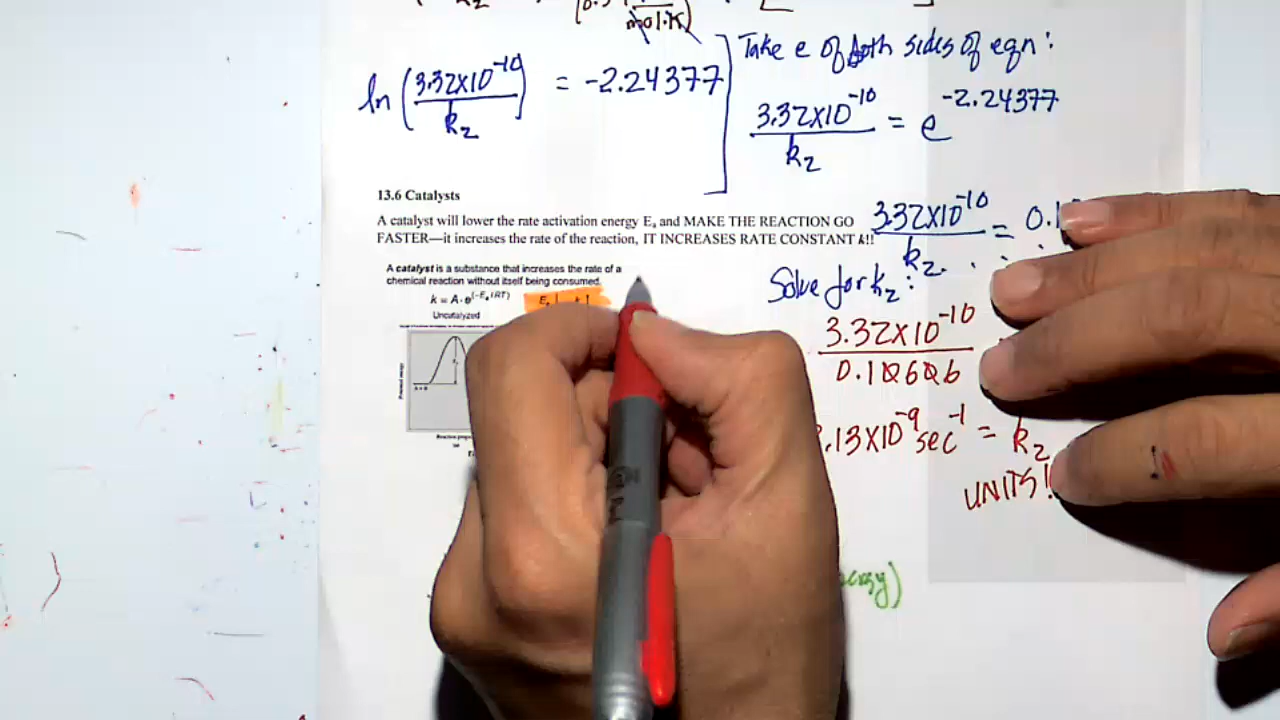 mol·K)
ln (3.32x10^-10 / k2) = -2.24377
Take e of both sides of eqn:
3.32x10^-10 / k2 = e^-2.24377
13.6 Catalysts
A catalyst will lower the rate activation energy Ea and MAKE THE REACTION GO
FASTER—it increases the rate of the reaction, IT INCREASES RATE CONSTANT k!!
3.32x10^-10 / k2 =
Solve for k2:
A catalyst is a substance that increases the rate of a
chemical reaction without itself being consumed.
k = A·e^(-Ea/RT)
Ea
Uncatalyzed
3.32x10^-10
0.10606
.13x10^-9 sec^-1 = k2
UNITS!